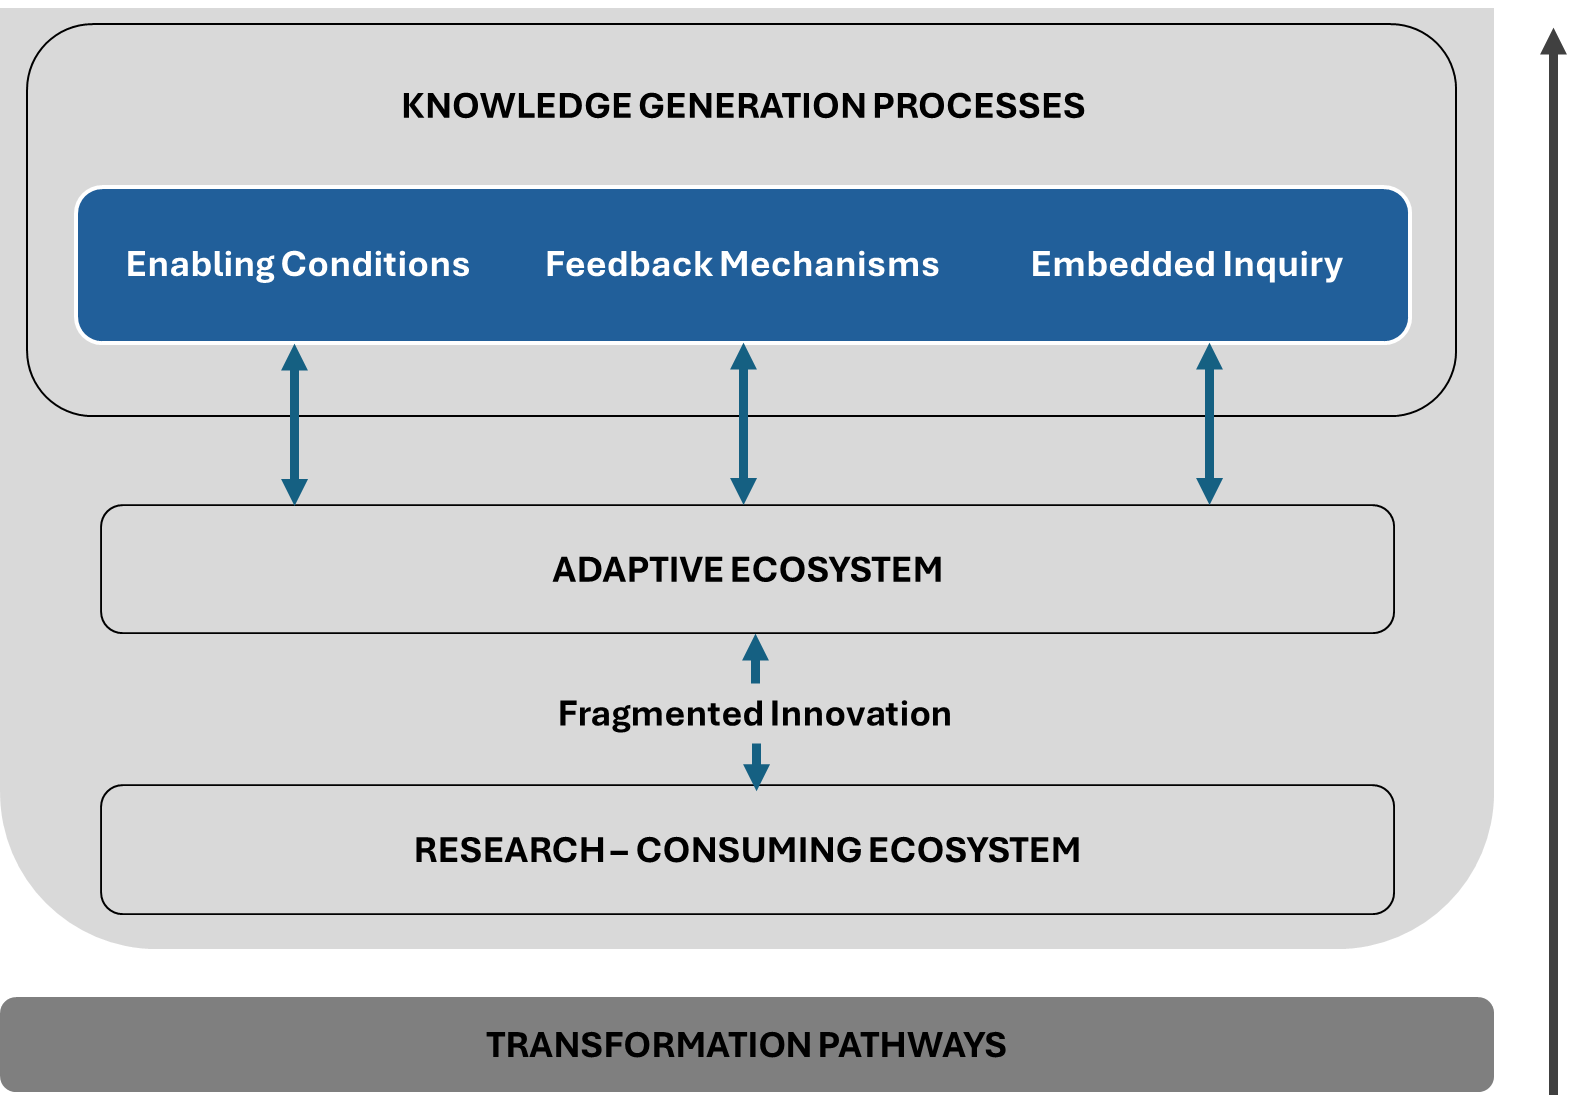 KNOWLEDGE GENERATION PROCESSES
Enabling Conditions Feedback Mechanisms Embedded Inquiry
ADAPTIVE ECOSYSTEM
Fragmented Innovation
RESEARCH – CONSUMING ECOSYSTEM
TRANSFORMATION PATHWAYS